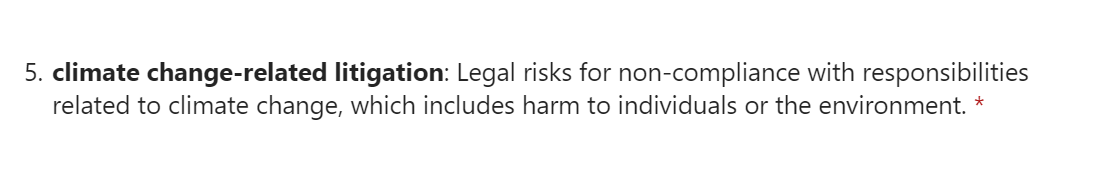 5. climate change-related litigation: Legal risks for non-compliance with responsibilities
related to climate change, which includes harm to individuals or the environment. *